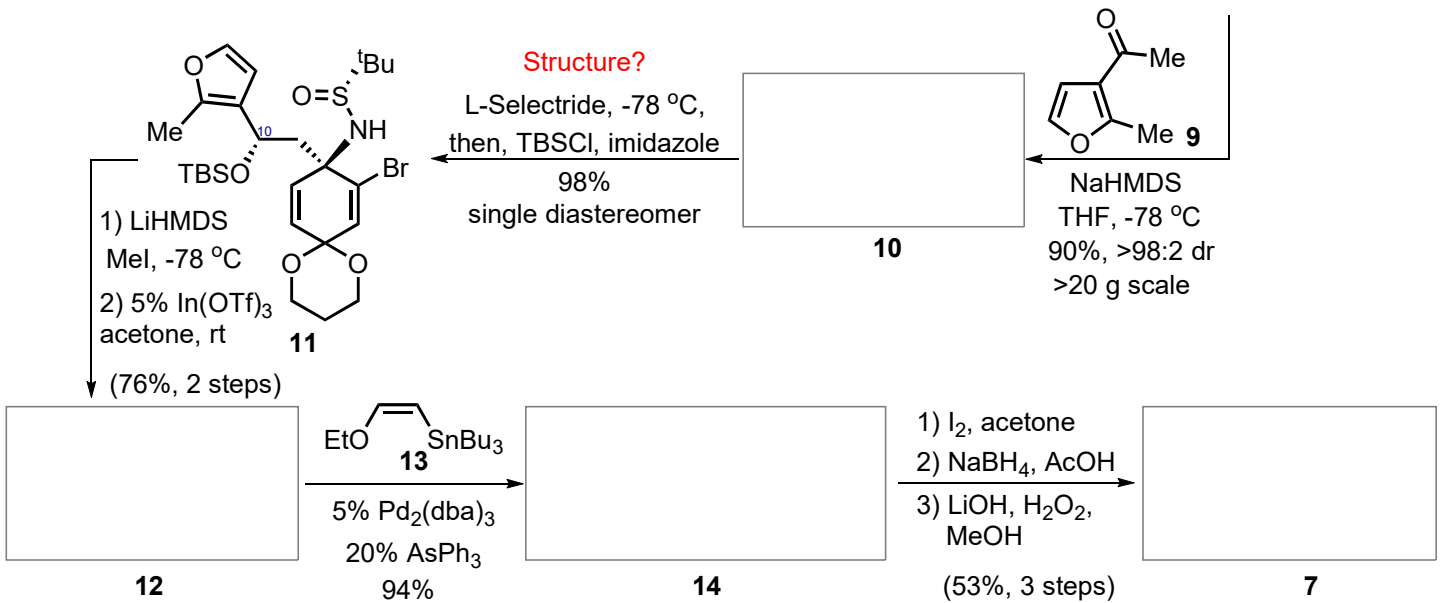 O
Me
O
Me 9
NaHMDS
THF, -78 °C
90%, >98:2 dr
>20 g scale
10
Structure?
L-Selectride, -78 °C,
then, TBSCl, imidazole
98%
single diastereomer
O
Me
10
TBSO
O=S
tBu
NH
Br
O
O
11
1) LiHMDS
MeI, -78 °C
2) 5% In(OTf)3
acetone, rt
(76%, 2 steps)
12
EtO
SnBu3
13
5% Pd2(dba)3
20% AsPh3
94%
14
1) I2, acetone
2) NaBH4, AcOH
3) LiOH, H2O2,
MeOH
(53%, 3 steps)
7